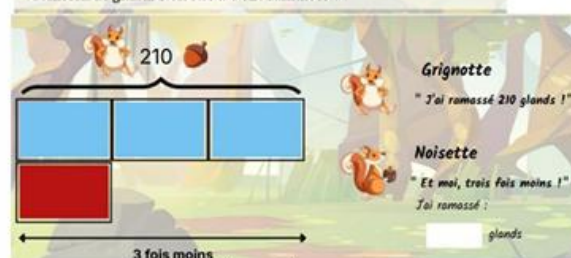 210
Grignotte
" J'ai ramassé 210 glands !"
Noisette
" Et moi, trois fois moins !"
J'ai ramassé :
glands
3 fois moins